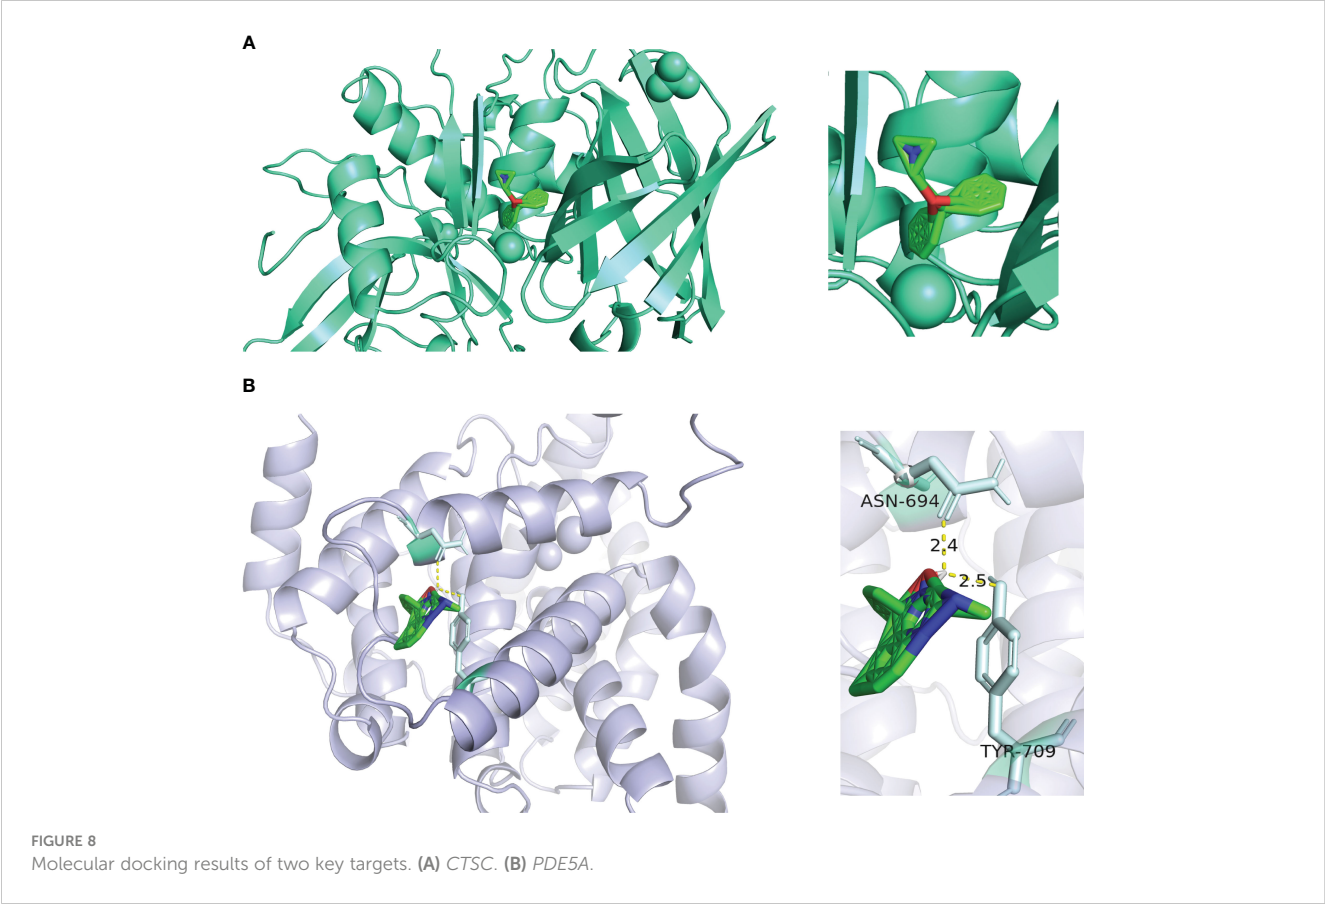 A
B
ASN-694
2.4
2.5
TYR-709
FIGURE 8
Molecular docking results of two key targets. (A) CTSC. (B) PDE5A.